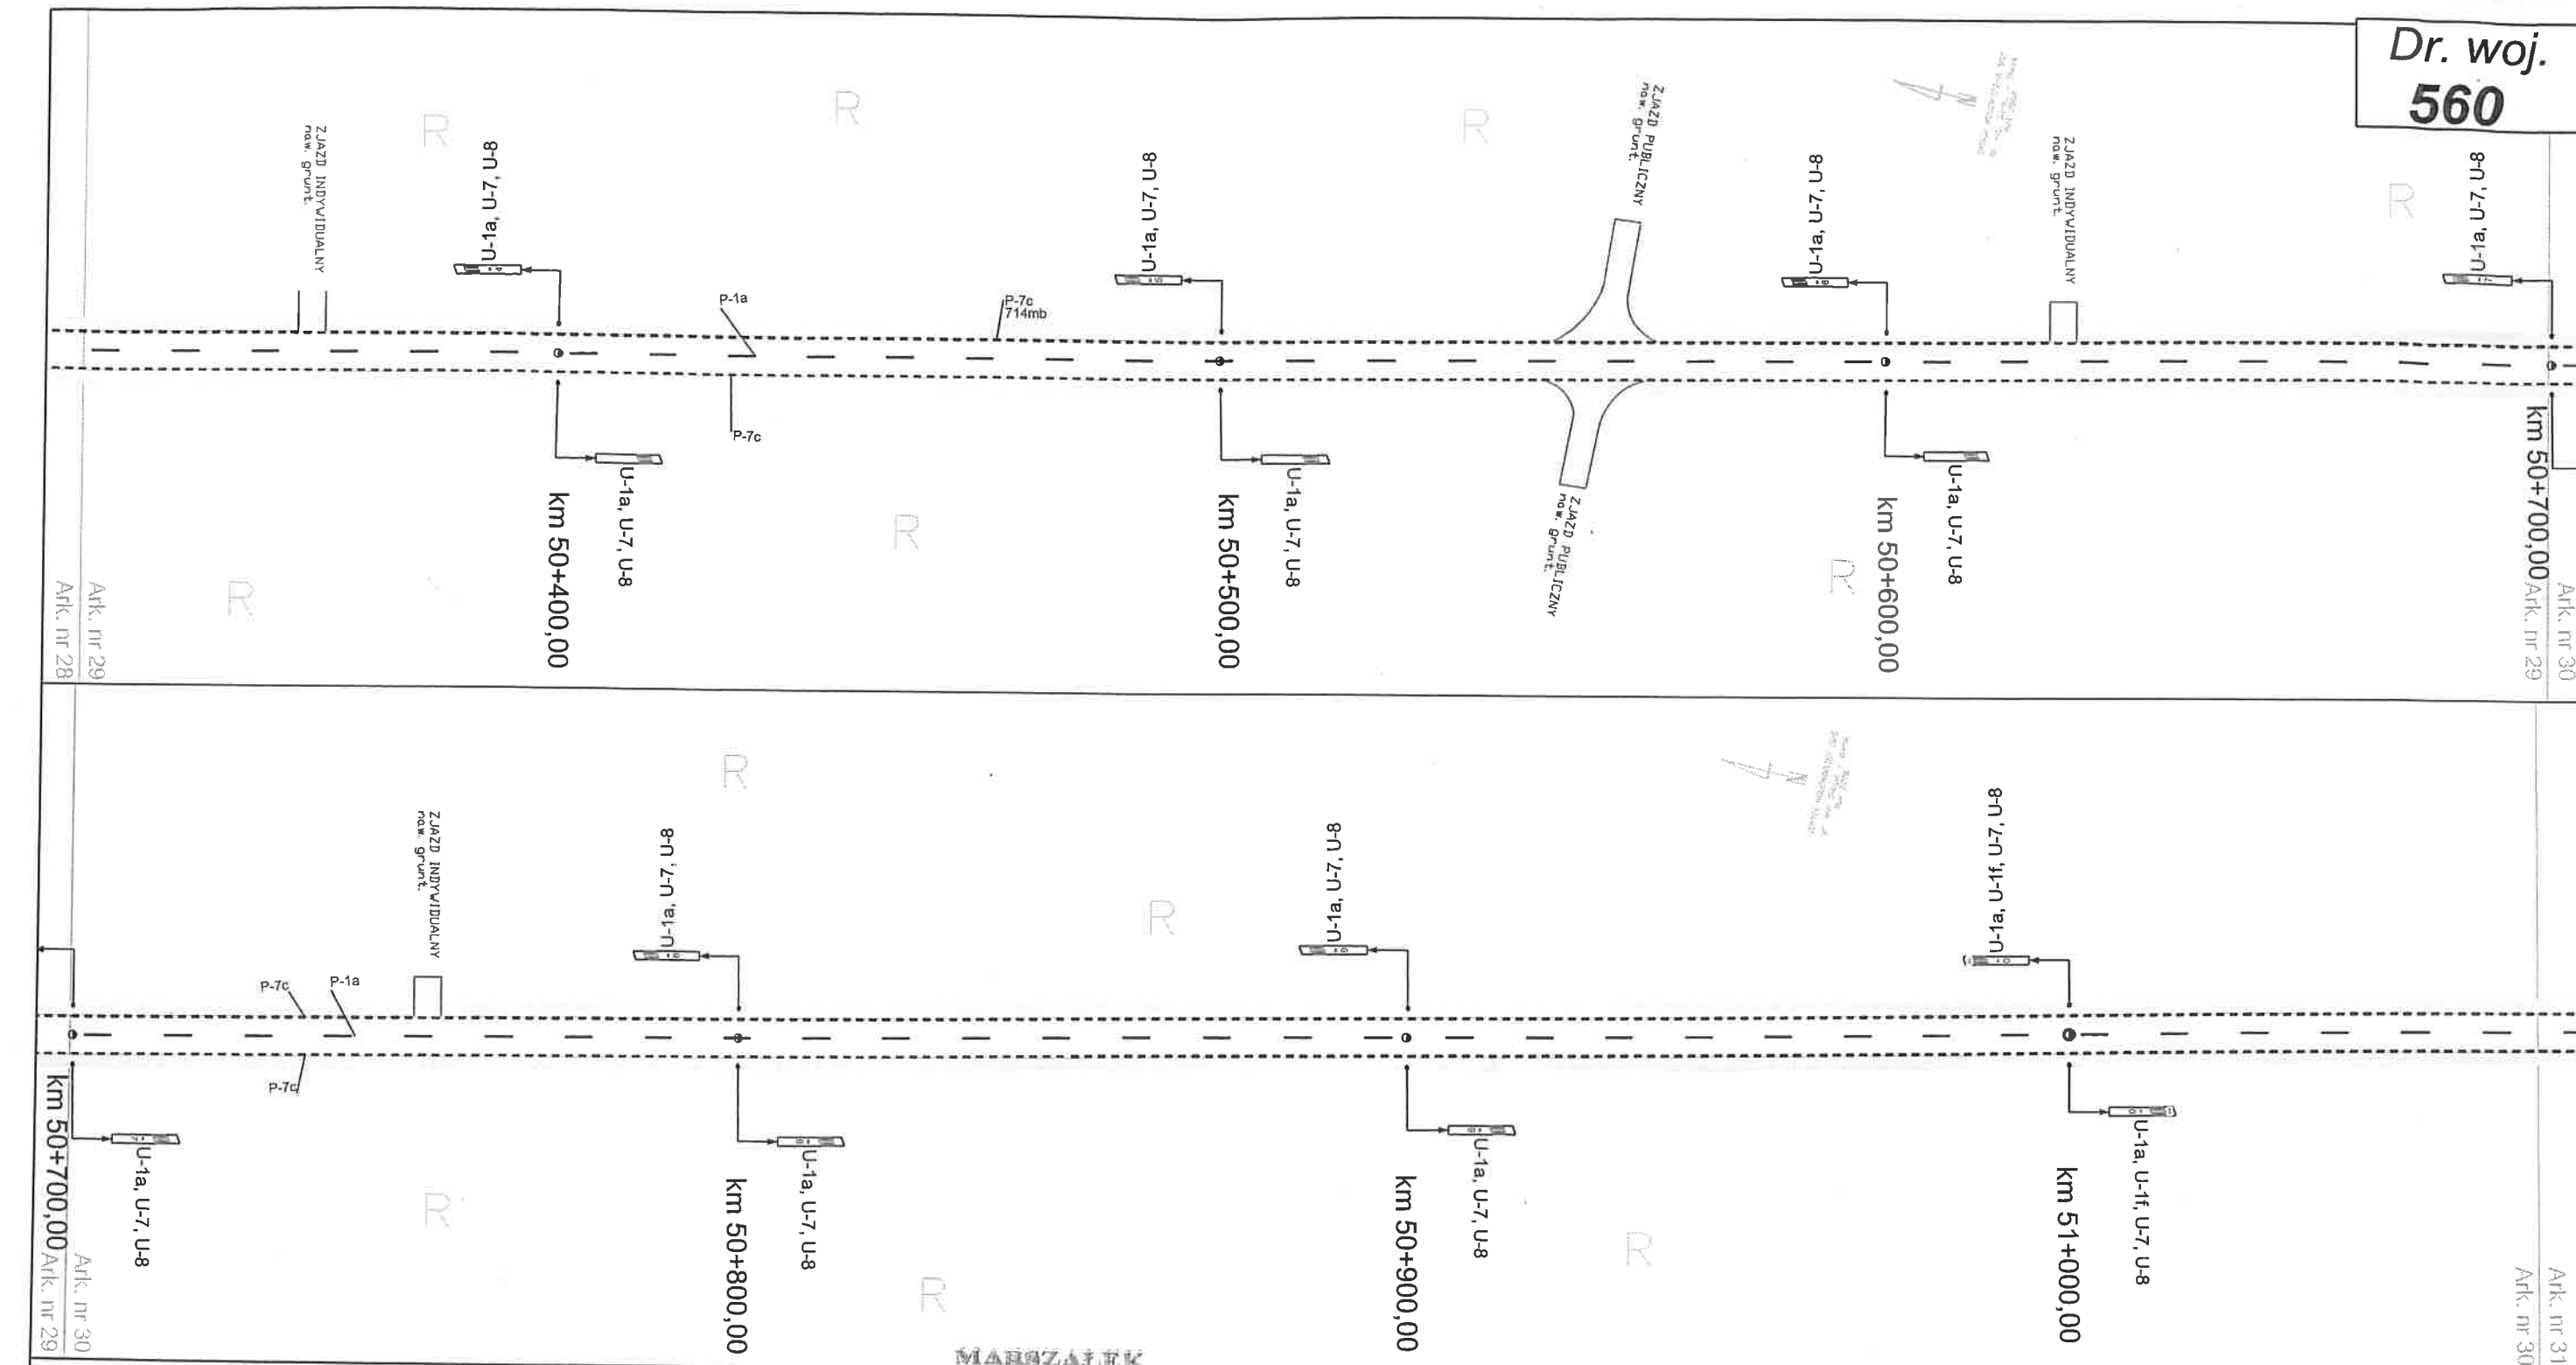 Dr. woj.
560
R
R
R
R
ZJAZD INDYWIDUALNY
naw. grunt.
U-1a, U-7, U-8
U-1a, U-7, U-8
ZJAZD PUBLICZNY
naw. grunt.
U-1a, U-7, U-8
ZJAZD INDYWIDUALNY
naw. grunt.
U-1a, U-7, U-8
N
P-1a
P-7c
714mb
P-7c
U-1a, U-7, U-8
km 50+400,00
U-1a, U-7, U-8
km 50+500,00
ZJAZD PUBLICZNY
naw. grunt.
U-1a, U-7, U-8
km 50+600,00
km 50+700,00
R
R
R
Ark. nr 29
Ark. nr 28
Ark. nr 30
Ark. nr 29
R
R
ZJAZD INDYWIDUALNY
naw. grunt.
U-1a, U-7, U-8
U-1a, U-7, U-8
U-1a, U-1f, U-7, U-8
N
P-7c
P-1a
P-7c
km 50+700,00
U-1a, U-7, U-8
km 50+800,00
U-1a, U-7, U-8
km 50+900,00
U-1a, U-7, U-8
km 51+000,00
U-1a, U-1f, U-7, U-8
R
R
R
Ark. nr 30
Ark. nr 29
Ark. nr 31
Ark. nr 30
MARSZAŁEK